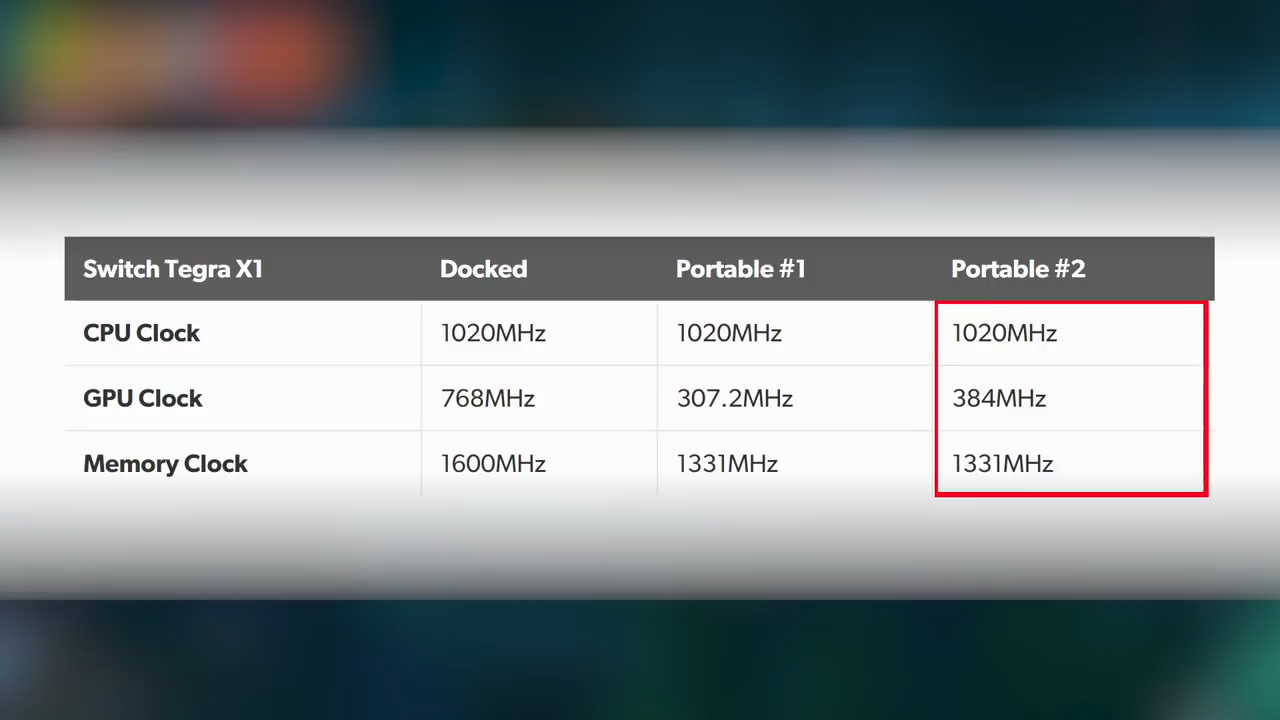 Switch Tegra X1 Docked Portable #1 Portable #2
CPU Clock 1020MHz 1020MHz 1020MHz
GPU Clock 768MHz 307.2MHz 384MHz
Memory Clock 1600MHz 1331MHz 1331MHz